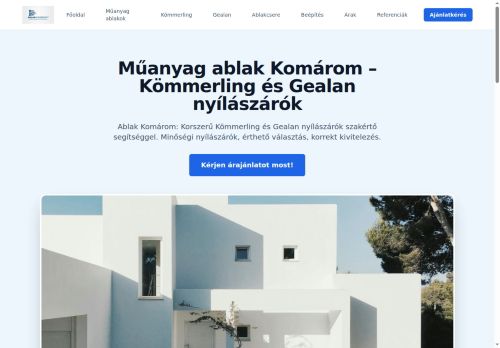 Főoldal
Műanyag ablakok
Kömmerling
Gealan
Ablakcsere
Beépítés
Árak
Referenciák
Ajánlatkérés
Műanyag ablak Komárom –
Kömmerling és Gealan
nyílászárók
Ablak Komárom: Korszerű Kömmerling és Gealan nyílászárók szakértő
segítséggel. Minőségi nyílászárók, érthető választás, korrekt kivitelezés.
Kérjen árajánlatot most!